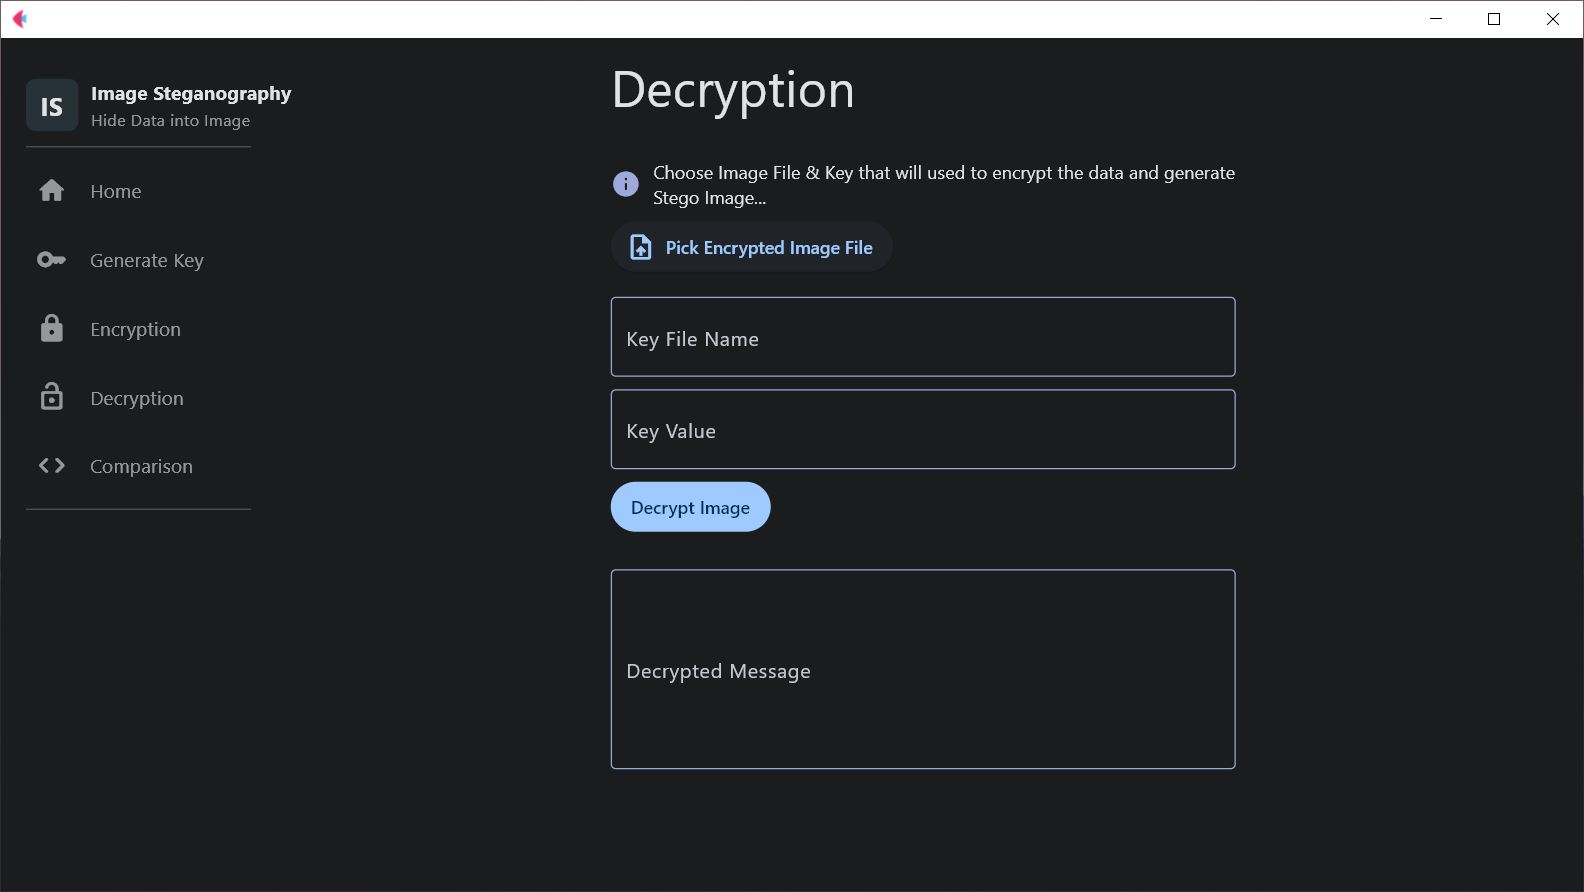 IS
Image Steganography
Hide Data into Image
Home
Generate Key
Encryption
Decryption
Comparison
Decryption
Choose Image File & Key that will used to encrypt the data and generate
Stego Image...
Pick Encrypted Image File
Key File Name
Key Value
Decrypt Image
Decrypted Message